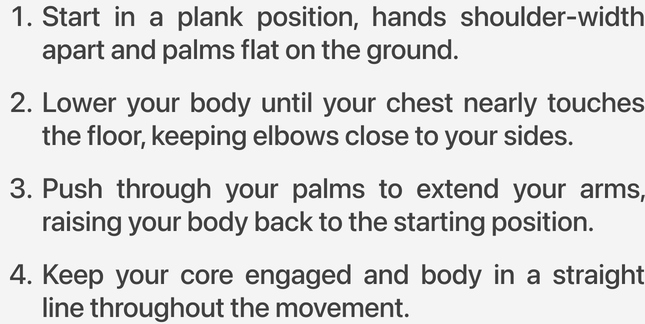 1. Start in a plank position, hands shoulder-width
apart and palms flat on the ground.
2. Lower your body until your chest nearly touches
the floor, keeping elbows close to your sides.
3. Push through your palms to extend your arms,
raising your body back to the starting position.
4. Keep your core engaged and body in a straight
line throughout the movement.